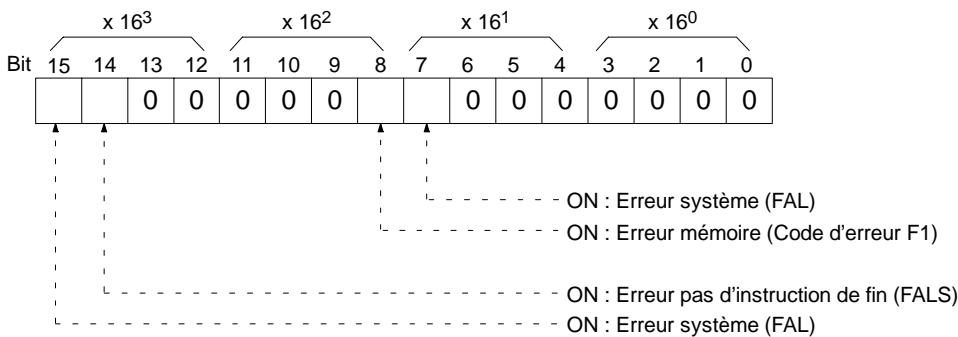 x 16³ x 16² x 16¹ x 16⁰
Bit 15 14 13 12 11 10 9 8 7 6 5 4 3 2 1 0
0 0 0 0 0 0 0 0 0 0 0 0
ON : Erreur système (FAL)
ON : Erreur mémoire (Code d'erreur F1)
ON : Erreur pas d'instruction de fin (FALS)
ON : Erreur système (FAL)